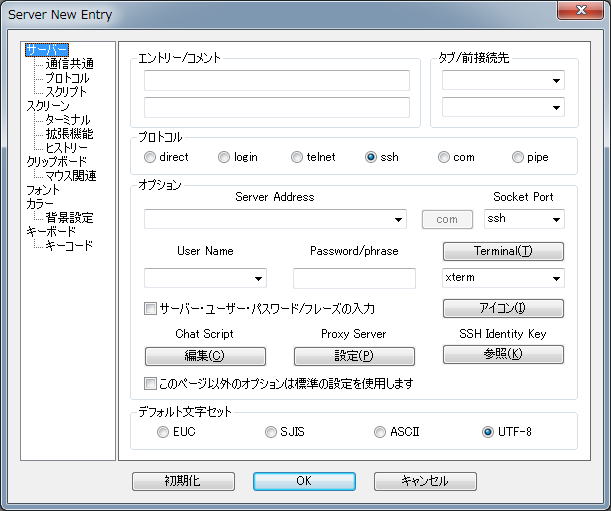 Server New Entry
サーバー
通信共通
プロトコル
スクリプト
スクリーン
ターミナル
拡張機能
ヒストリー
クリップボード
マウス関連
フォント
カラー
背景設定
キーボード
キーコード
エントリー/コメント
タブ/前接続先
プロトコル
direct login telnet ssh com pipe
オプション
Server Address Socket Port
com ssh
User Name Password/phrase Terminal(T)
xterm
サーバー・ユーザー・パスワード/フレーズの入力 アイコン(I)
Chat Script Proxy Server SSH Identity Key
編集(C) 設定(P) 参照(K)
このページ以外のオプションは標準の設定を使用します
デフォルト文字セット
EUC SJIS ASCII UTF-8
初期化 OK キャンセル